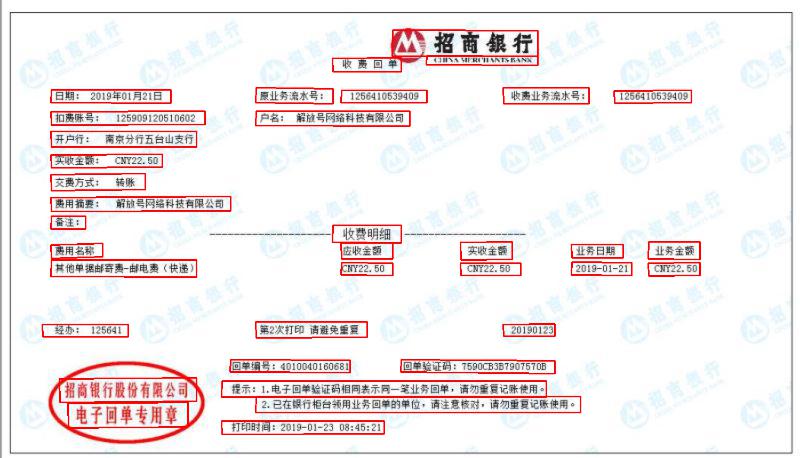 招商银行
CHINA MERCHANTS BANK
收费回单
日期： 2019年01月21日 原业务流水号： 1256410539409 收费业务流水号： 1256410539409
扣费账号： 125909120510602 户名： 解放号网络科技有限公司
开户行： 南京分行五台山支行
实收金额： CNY22.50
交费方式： 转账
费用摘要： 解放号网络科技有限公司
备注：
收费明细
费用名称 应收金额 实收金额 业务日期 业务金额
其他单据邮寄费-邮电费（快递） CNY22.50 CNY22.50 2019-01-21 CNY22.50
经办： 125641 第2次打印 请避免重复 20190123
回单编号： 4010040160681 回单验证码： 7590CB3B7907570B
提示：1.电子回单验证码相同表示同一笔业务回单，请勿重复记账使用。
2.已在银行柜台领用业务回单的单位，请注意核对，请勿重复记账使用。
打印时间：2019-01-23 08:45:21
招商银行股份有限公司
电子回单专用章